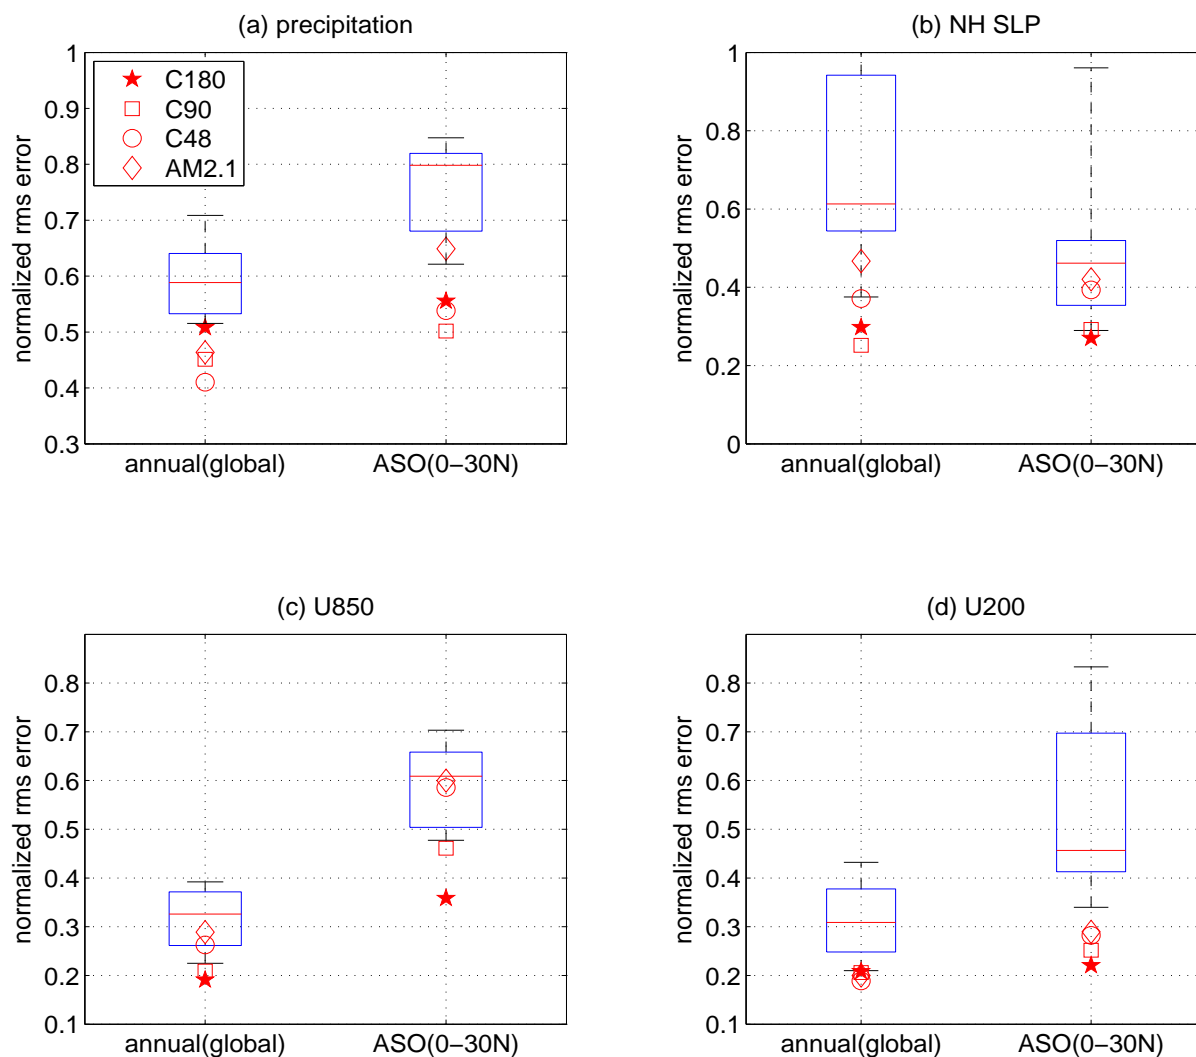 (a) precipitation
1
0.9
0.8
0.7
0.6
0.5
0.4
0.3
normalized rms error
C180
C90
C48
AM2.1
annual(global)
ASO(0−30N)
(b) NH SLP
1
0.8
0.6
0.4
0.2
0
normalized rms error
annual(global)
ASO(0−30N)
(c) U850
0.8
0.7
0.6
0.5
0.4
0.3
0.2
0.1
normalized rms error
annual(global)
ASO(0−30N)
(d) U200
0.8
0.7
0.6
0.5
0.4
0.3
0.2
0.1
normalized rms error
annual(global)
ASO(0−30N)